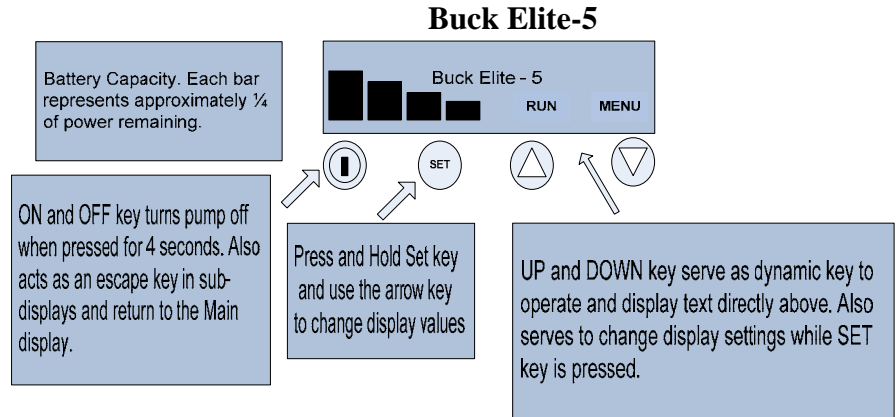 Buck Elite-5
Battery Capacity. Each bar
represents approximately ¼
of power remaining.
Buck Elite - 5
RUN MENU
SET
ON and OFF key turns pump off
when pressed for 4 seconds. Also
acts as an escape key in sub-
displays and return to the Main
display.
Press and Hold Set key
and use the arrow key
to change display values
UP and DOWN key serve as dynamic key to
operate and display text directly above. Also
serves to change display settings while SET
key is pressed.